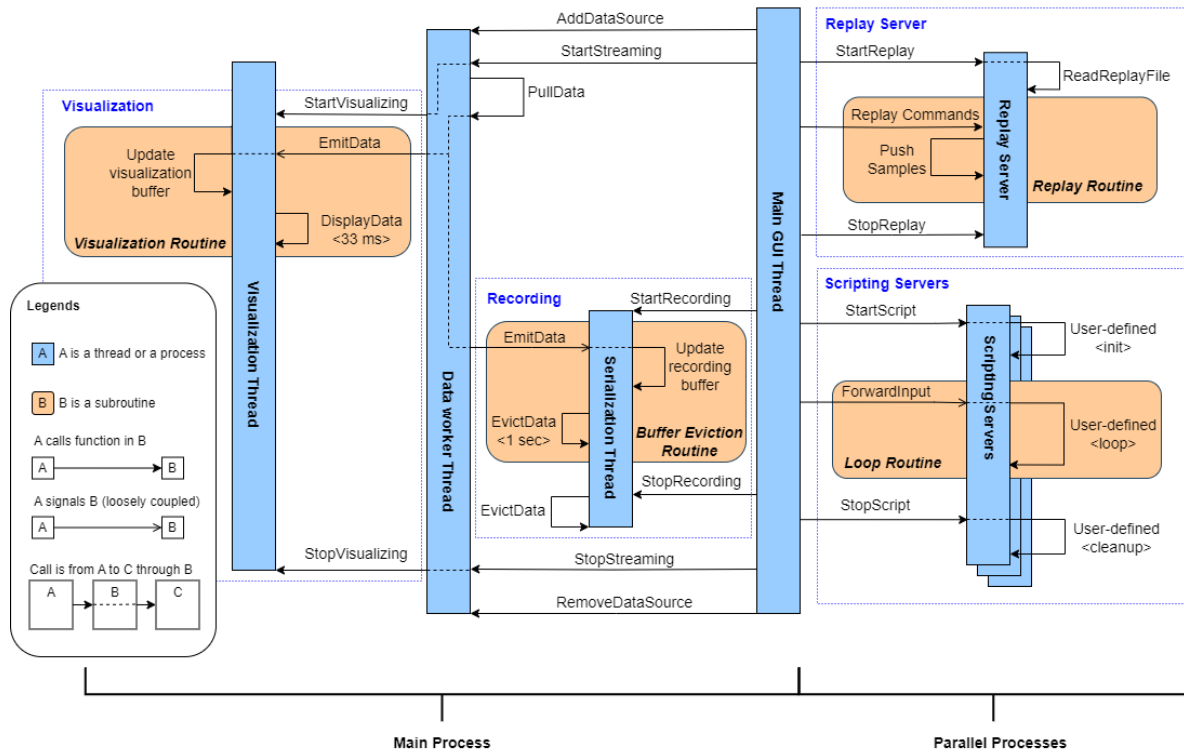 AddDataSource
StartStreaming
PullData
Visualization
StartVisualizing
EmitData
Update
visualization
buffer
DisplayData
<33 ms>
Visualization Routine
Visualization Thread
Data worker Thread
Main GUI Thread
Replay Server
StartReplay
ReadReplayFile
Replay Commands
Push
Samples
Replay Server
Replay Routine
StopReplay
Recording
StartRecording
EmitData
Update
recording
buffer
Serialization Thread
EvictData
<1 sec>
Buffer Eviction
Routine
StopRecording
EvictData
StopVisualizing
StopStreaming
RemoveDataSource
Scripting Servers
StartScript
User-defined
<init>
Scripting Servers
ForwardInput
User-defined
<loop>
Loop Routine
StopScript
User-defined
<cleanup>
Legends
A
A is a thread or a process
B
B is a subroutine
A calls function in B
A
B
A signals B (loosely coupled)
A
B
Call is from A to C through B
A
B
C
Main Process
Parallel Processes